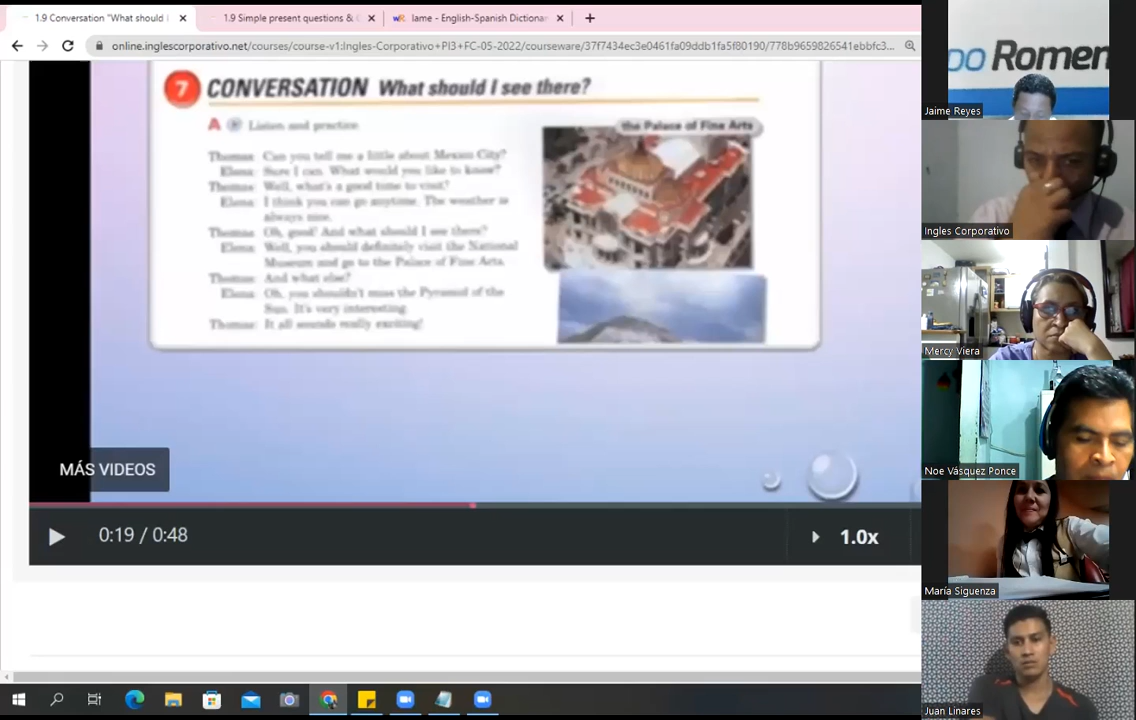 1.9 Conversation "What should I
1.9 Simple present questions &
lame - English-Spanish Dictionar
online.inglescorporativo.net/courses/course-v1:Ingles-Corporativo+PI3+FC-05-2022/courseware/37f7434ec3e0461fa09ddb1fa5f80190/778b9659826541ebbfc3...
7 CONVERSATION What should I see there?
A Listen and practice
the Palace of Fine Arts
Thomas: Can you tell me a little about Mexico City?
Elena: Sure I can. What would you like to know?
Thomas: Well, what's a good time to visit?
Elena: I think you can go anytime. The weather is
always nice.
Thomas: Oh, good! And what should I see there?
Elena: Well, you should definitely visit the National
Museum and go to the Palace of Fine Arts.
Thomas: And what else?
Elena: Oh, you shouldn't miss the Pyramid of the
Sun. It's very interesting.
Thomas: It all sounds really exciting!
MÁS VIDEOS
0:19 / 0:48
1.0x
po Romen
Jaime Reyes
Ingles Corporativo
Mercy Viera
Noe Vásquez Ponce
María Siguenza
Juan Linares